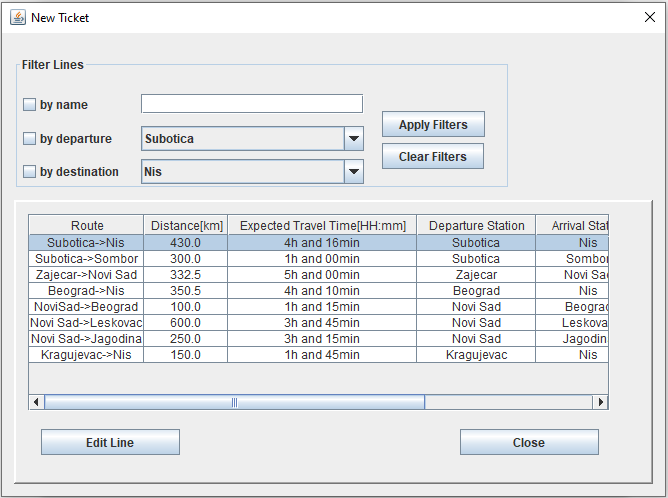 New Ticket
Filter Lines
by name
by departure Subotica
by destination Nis
Apply Filters
Clear Filters
Route Distance[km] Expected Travel Time[HH:mm] Departure Station Arrival Stat
Subotica->Nis 430.0 4h and 16min Subotica Nis
Subotica->Sombor 300.0 1h and 00min Subotica Sombor
Zajecar->Novi Sad 332.5 5h and 00min Zajecar Novi Sad
Beograd->Nis 350.5 4h and 10min Beograd Nis
NoviSad->Beograd 100.0 1h and 15min Novi Sad Beograd
Novi Sad->Leskovac 600.0 3h and 45min Novi Sad Leskova
Novi Sad->Jagodina 250.0 3h and 15min Novi Sad Jagodin
Kragujevac->Nis 150.0 1h and 45min Kragujevac Nis
Edit Line Close